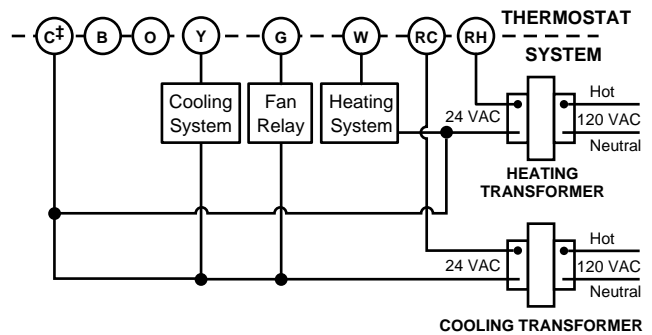 THERMOSTAT
C‡ B O Y G W RC RH
SYSTEM
Cooling
System
Fan
Relay
Heating
System
24 VAC
Hot
120 VAC
Neutral
HEATING
TRANSFORMER
24 VAC
Hot
120 VAC
Neutral
COOLING TRANSFORMER